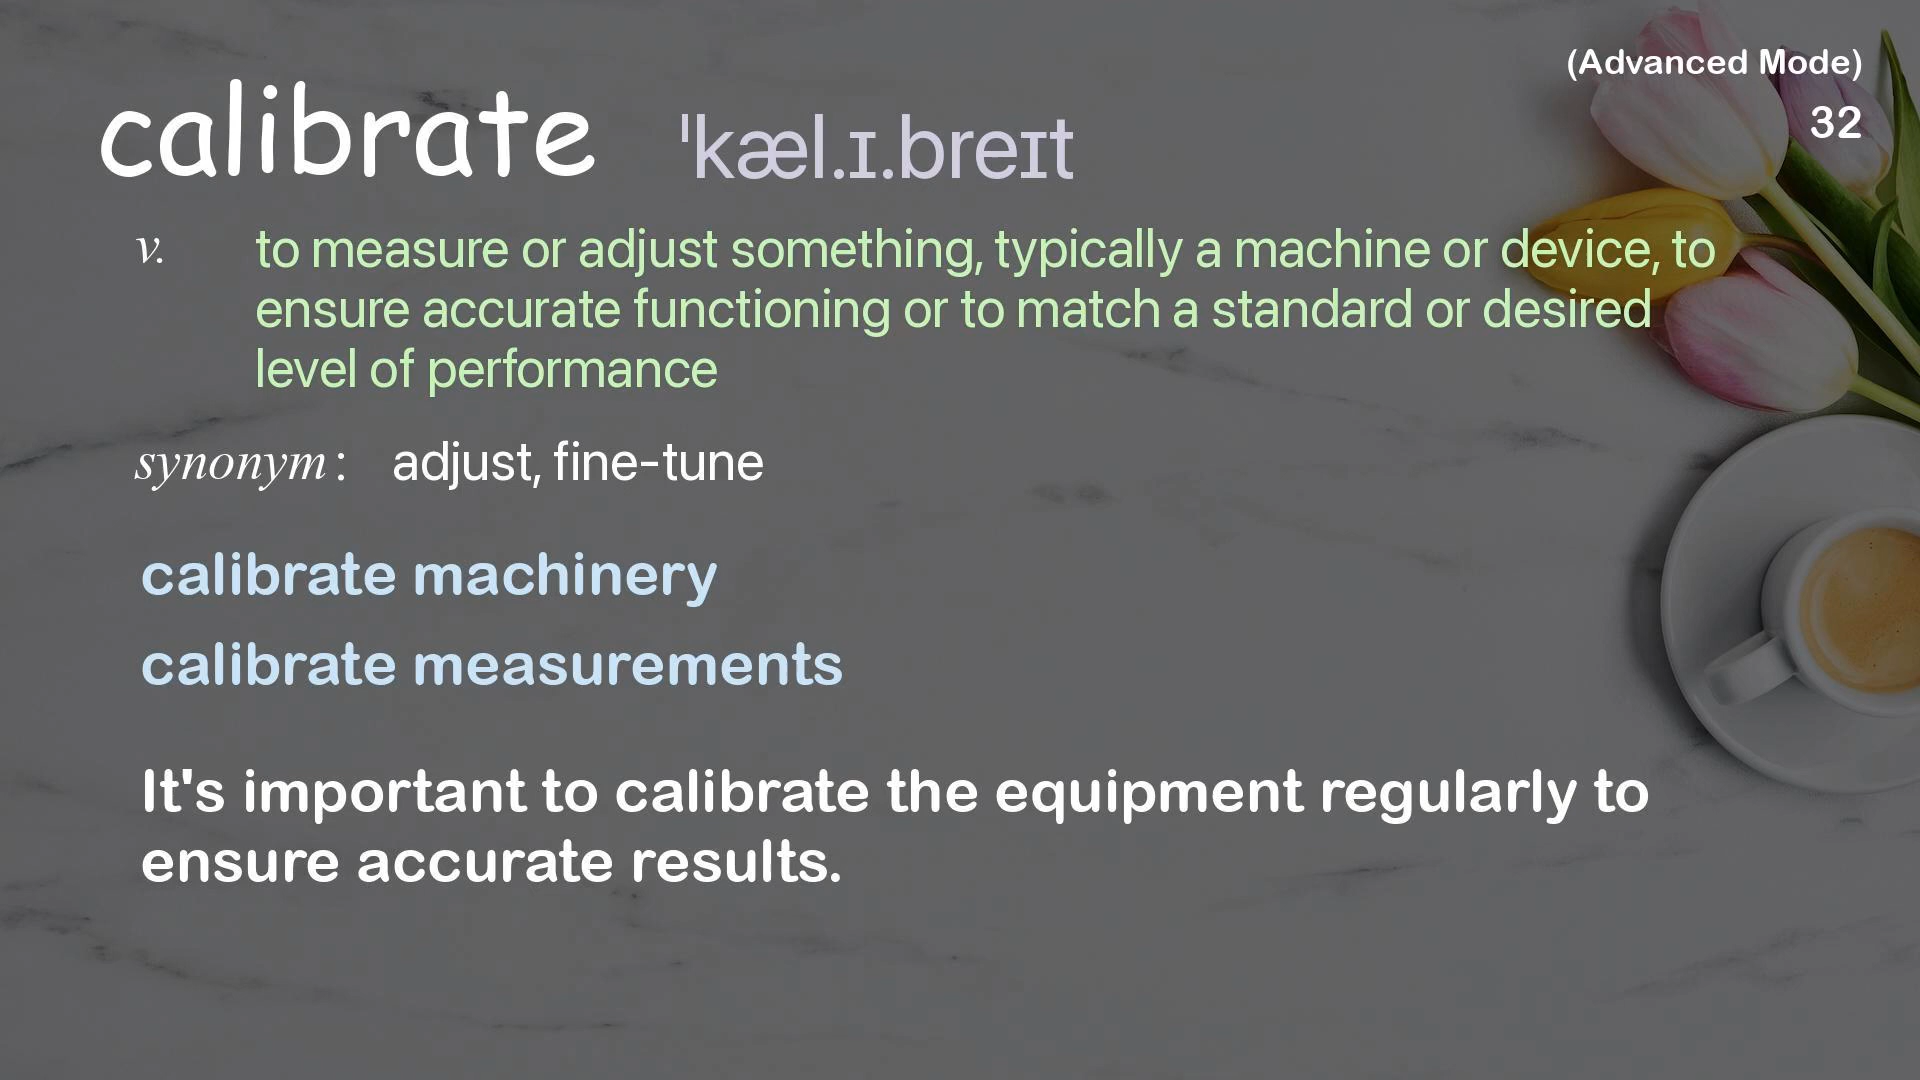 (Advanced Mode)
calibrate ˈkæl.ɪ.breɪt
32
v. to measure or adjust something, typically a machine or device, to
ensure accurate functioning or to match a standard or desired
level of performance
synonym: adjust, fine-tune
calibrate machinery
calibrate measurements
It's important to calibrate the equipment regularly to
ensure accurate results.